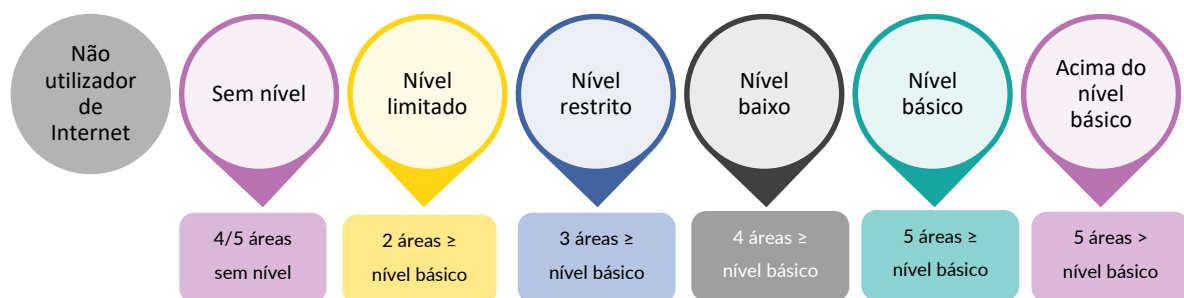 Não
utilizador
de
Internet
Sem nível
Nível
limitado
Nível
restrito
Nível
baixo
Nível
básico
Acima do
nível
básico
4/5 áreas
sem nível
2 áreas ≥
nível básico
3 áreas ≥
nível básico
4 áreas ≥
nível básico
5 áreas ≥
nível básico
5 áreas >
nível básico